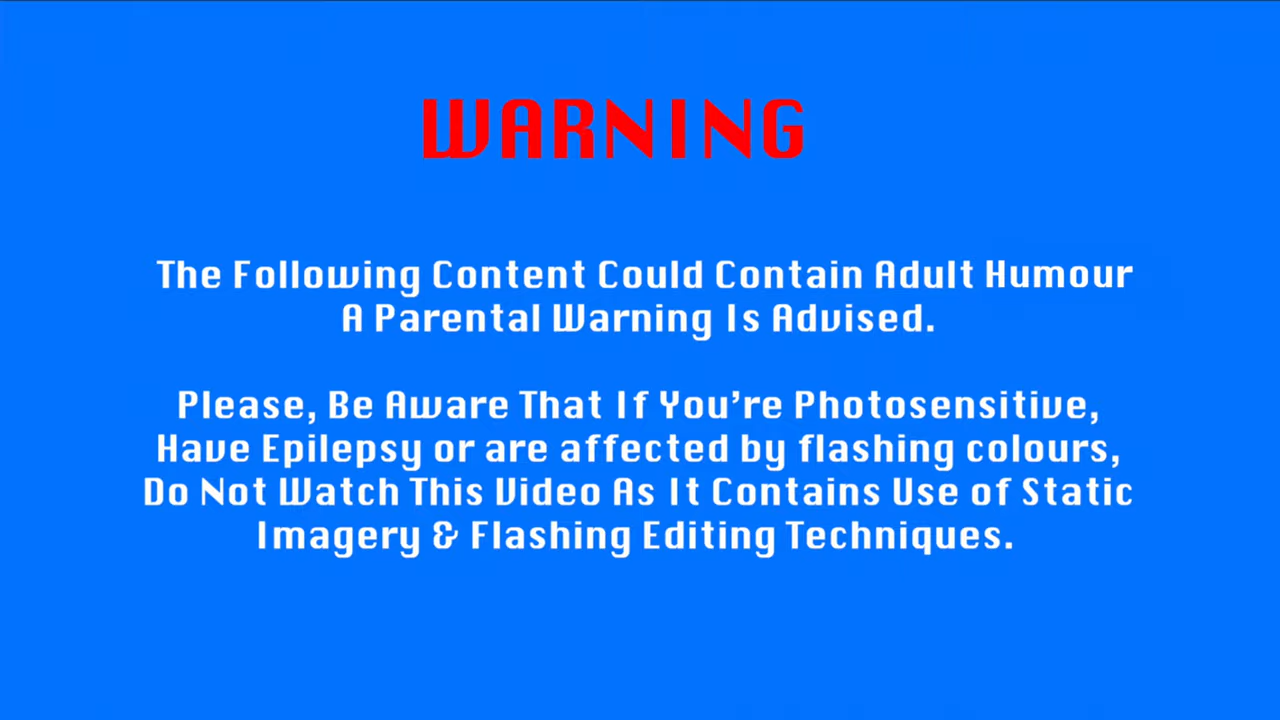 WARNING
The Following Content Could Contain Adult Humour
A Parental Warning Is Advised.
Please, Be Aware That If You’re Photosensitive,
Have Epilepsy or are affected by flashing colours,
Do Not Watch This Video As It Contains Use of Static
Imagery & Flashing Editing Techniques.